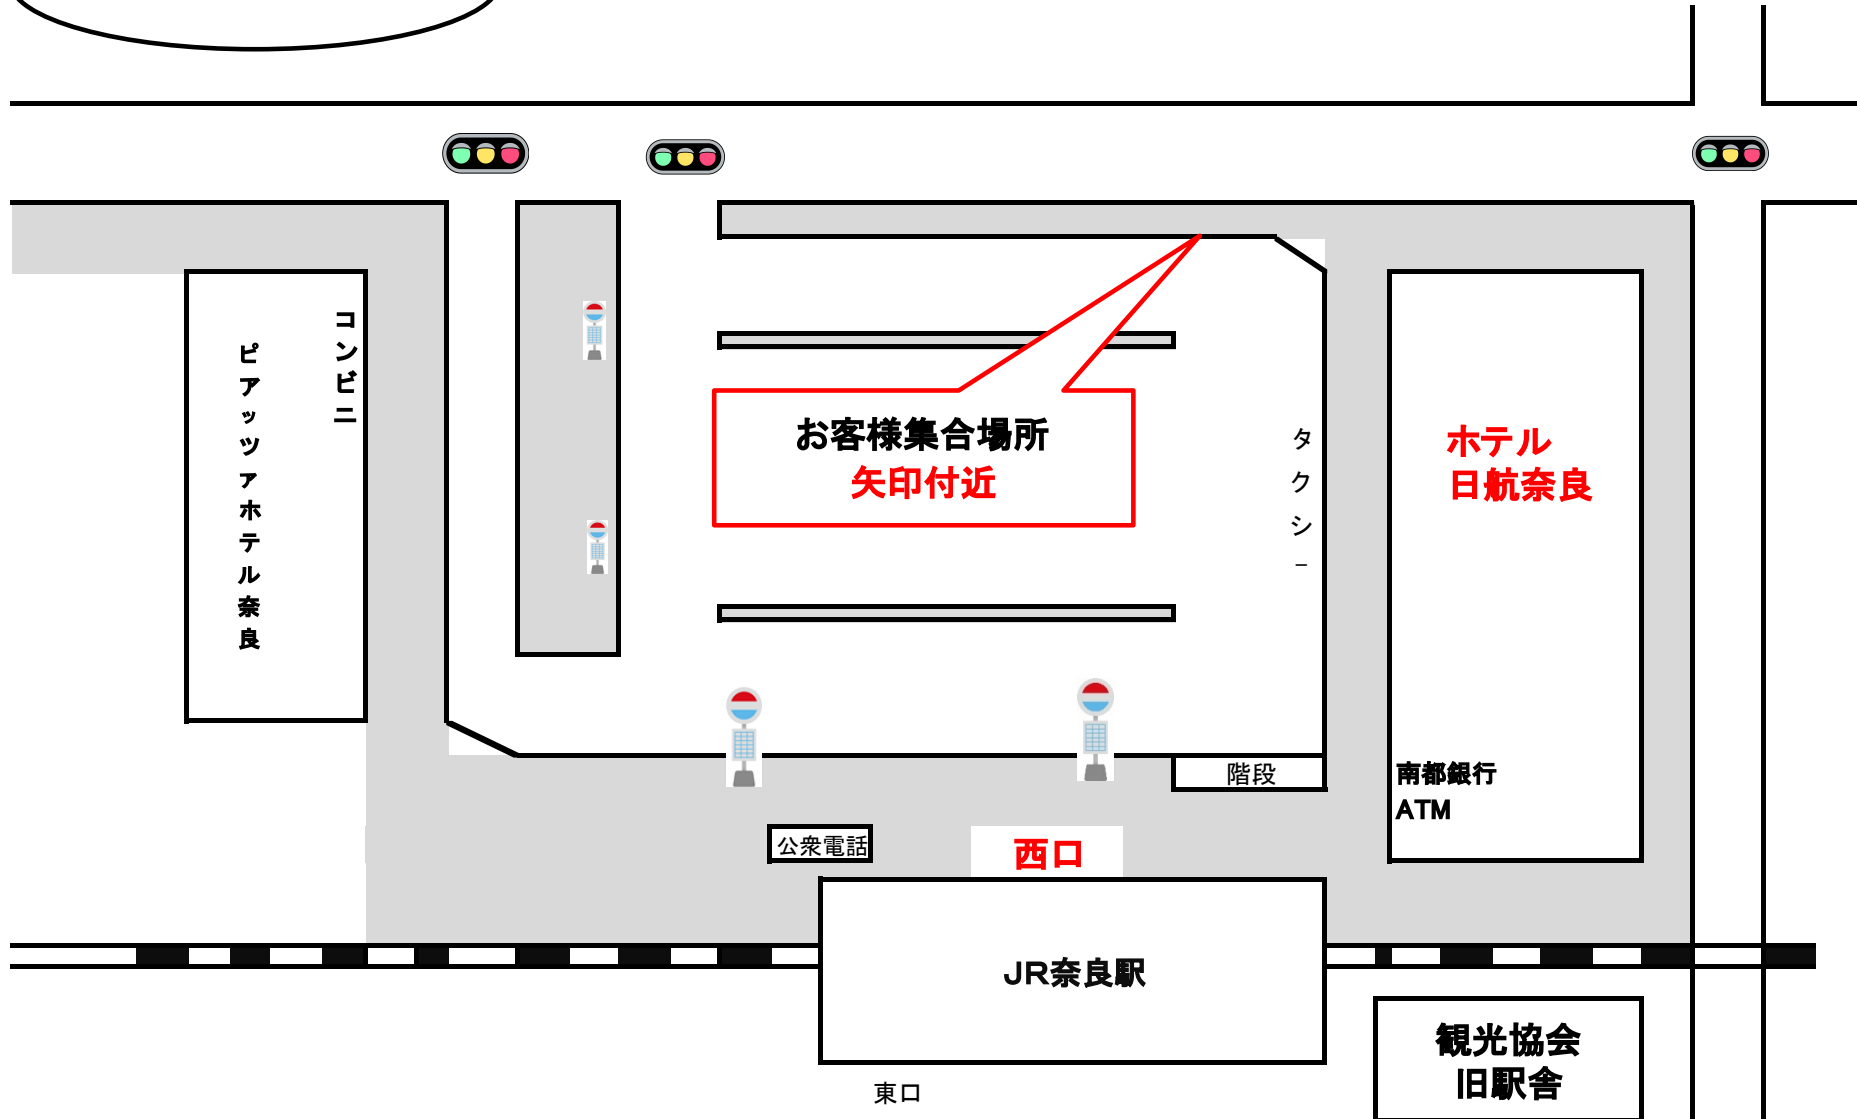 コンビニ
ピアッツァホテル奈良
お客様集合場所
矢印付近
タクシー
ホテル
日航奈良
南都銀行
ATM
階段
公衆電話
西口
JR奈良駅
観光協会
旧駅舎
東口